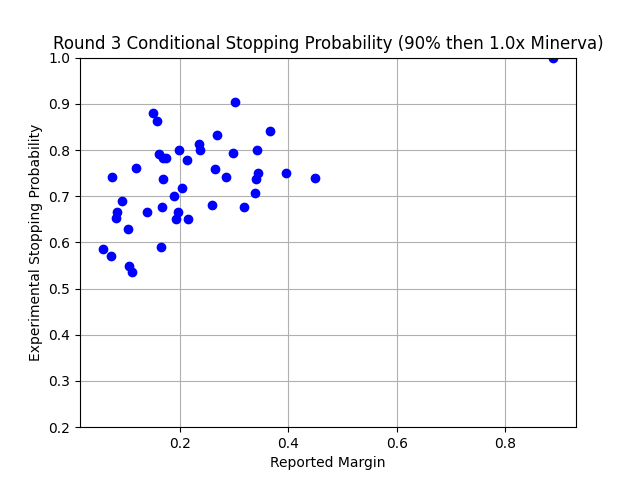 Round 3 Conditional Stopping Probability (90% then 1.0x Minerva)
1.0
0.9
0.8
0.7
0.6
0.5
0.4
0.3
0.2
Experimental Stopping Probability
0.2 0.4 0.6 0.8
Reported Margin